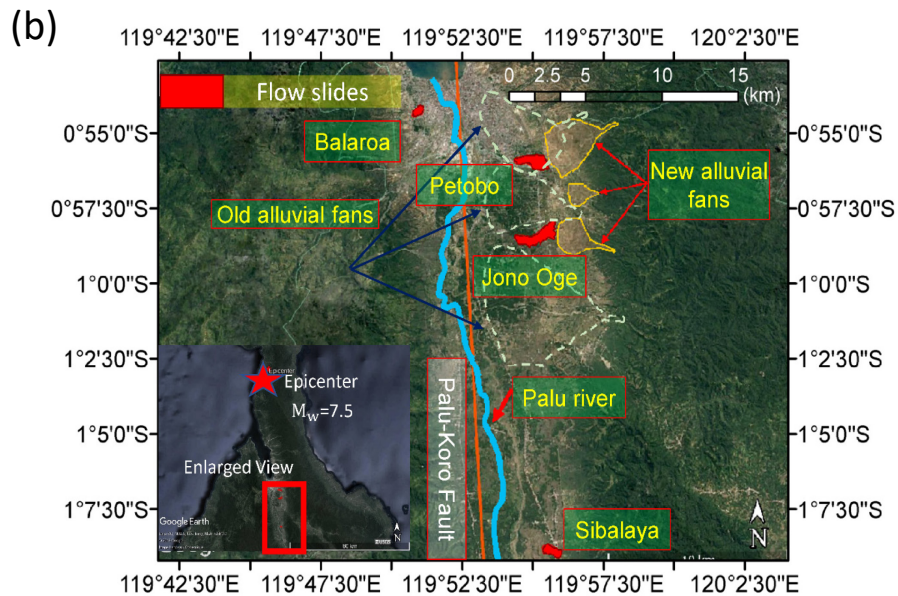 (b)
119°42'30"E 119°47'30"E 119°52'30"E 119°57'30"E 120°2'30"E
0 2.5 5 10 15
(km)
Flow slides
0°55'0"S 0°55'0"S
Balaroa
New alluvial
fans
Petobo
Old alluvial fans
0°57'30"S 0°57'30"S
1°0'0"S 1°0'0"S
Jono Oge
1°2'30"S 1°2'30"S
Epicenter
Epicenter
Mw=7.5
Palu-Koro Fault
Palu river
1°5'0"S 1°5'0"S
Enlarged View
1°7'30"S 1°7'30"S
Google Earth
N
N
Sibalaya
119°42'30"E 119°47'30"E 119°52'30"E 119°57'30"E 120°2'30"E